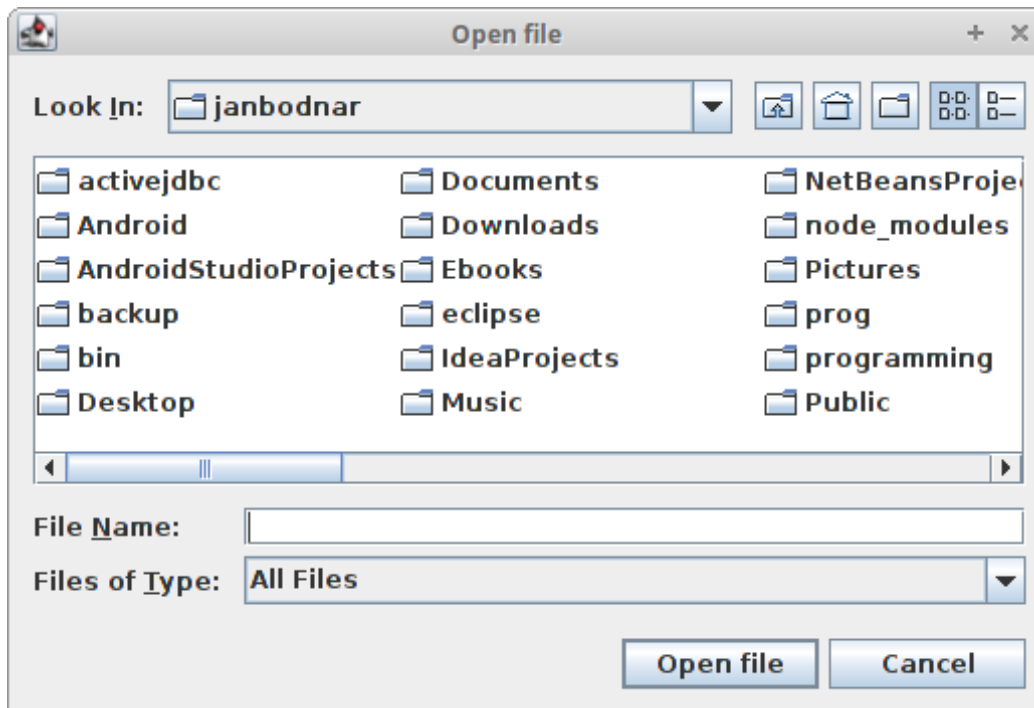 Open file
Look In: janbodnar
activejdbc Documents NetBeansProje
Android Downloads node_modules
AndroidStudioProjects Ebooks Pictures
backup eclipse prog
bin IdeaProjects programming
Desktop Music Public
File Name:
Files of Type: All Files
Open file Cancel